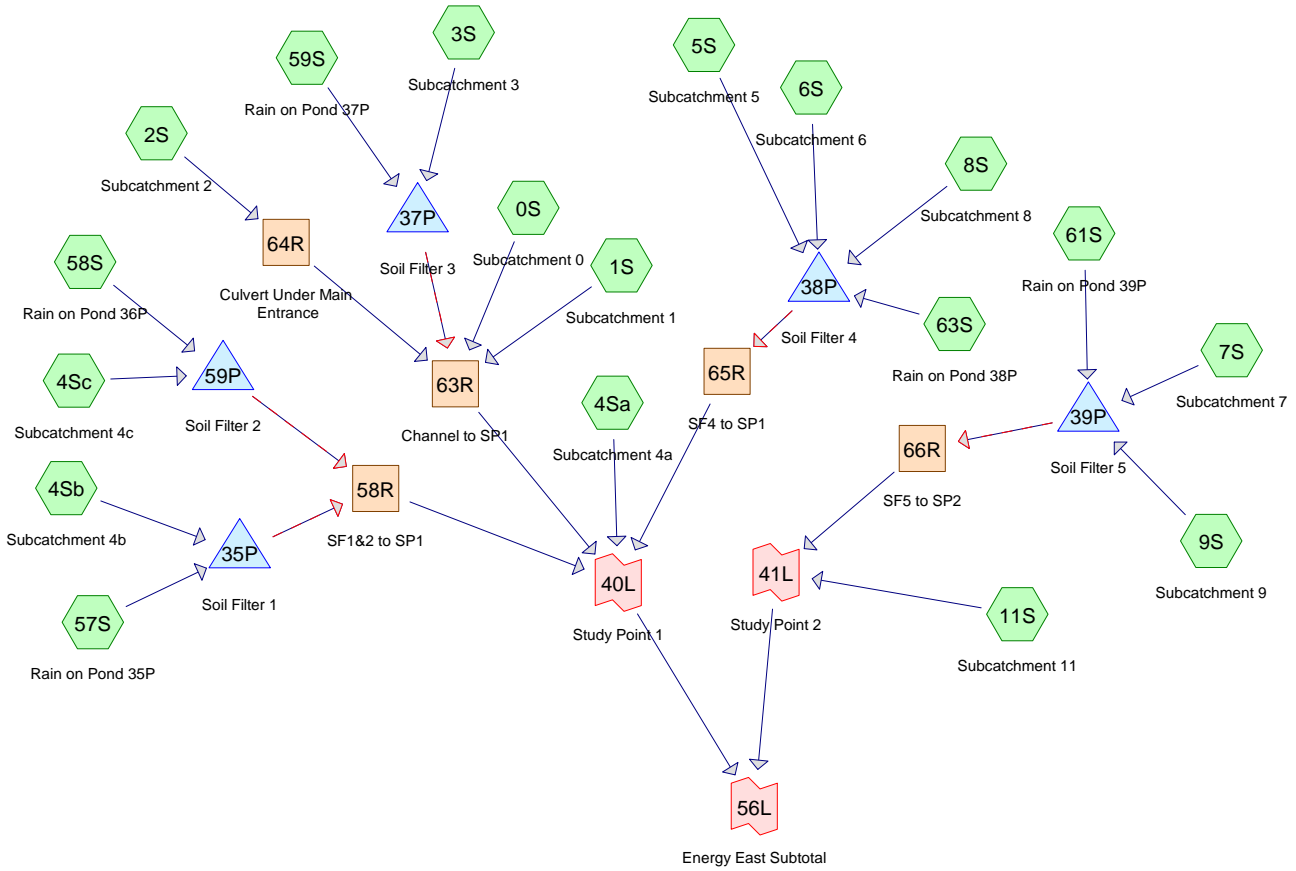 3S
Subcatchment 3
59S
Rain on Pond 37P
5S
Subcatchment 5
6S
Subcatchment 6
2S
Subcatchment 2
8S
Subcatchment 8
37P
Soil Filter 3
0S
Subcatchment 0
61S
Rain on Pond 39P
64R
Culvert Under Main
Entrance
58S
Rain on Pond 36P
1S
Subcatchment 1
38P
Soil Filter 4
63S
Rain on Pond 38P
7S
Subcatchment 7
4Sc
Subcatchment 4c
59P
Soil Filter 2
63R
Channel to SP1
65R
SF4 to SP1
4Sa
Subcatchment 4a
39P
Soil Filter 5
66R
SF5 to SP2
4Sb
Subcatchment 4b
58R
SF1&2 to SP1
35P
Soil Filter 1
9S
Subcatchment 9
40L
Study Point 1
41L
Study Point 2
11S
Subcatchment 11
57S
Rain on Pond 35P
56L
Energy East Subtotal